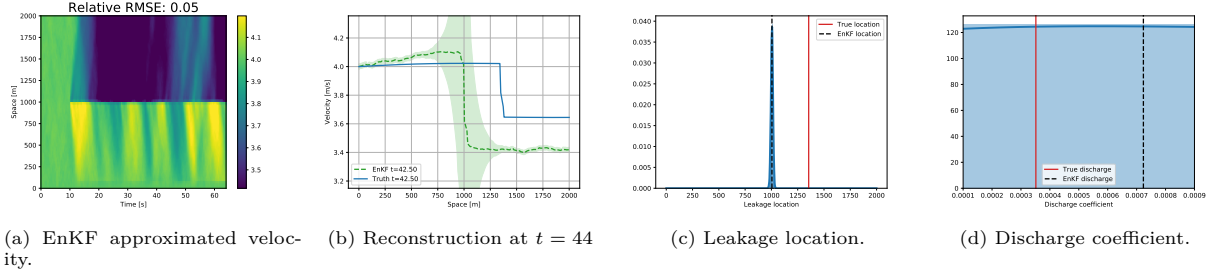 Relative RMSE: 0.05
2000
1750
1500
1250
1000
750
500
250
0
Space [m]
0 10 20 30 40 50 60
Time [s]
4.1
4.0
3.9
3.8
3.7
3.6
3.5
4.2
4.0
3.8
3.6
3.4
3.2
Velocity [m/s]
EnKF t=42.50
Truth t=42.50
0 250 500 750 1000 1250 1500 1750 2000
Space [m]
0.040
0.035
0.030
0.025
0.020
0.015
0.010
0.005
0.000
True location
EnKF location
0 250 500 750 1000 1250 1500 1750 2000
Leakage location
120
100
80
60
40
20
0
True discharge
EnKF discharge
0.0001 0.0002 0.0003 0.0004 0.0005 0.0006 0.0007 0.0008 0.0009
Discharge coefficient
(a) EnKF approximated veloc-
ity.
(b) Reconstruction at t = 44
(c) Leakage location.
(d) Discharge coefficient.